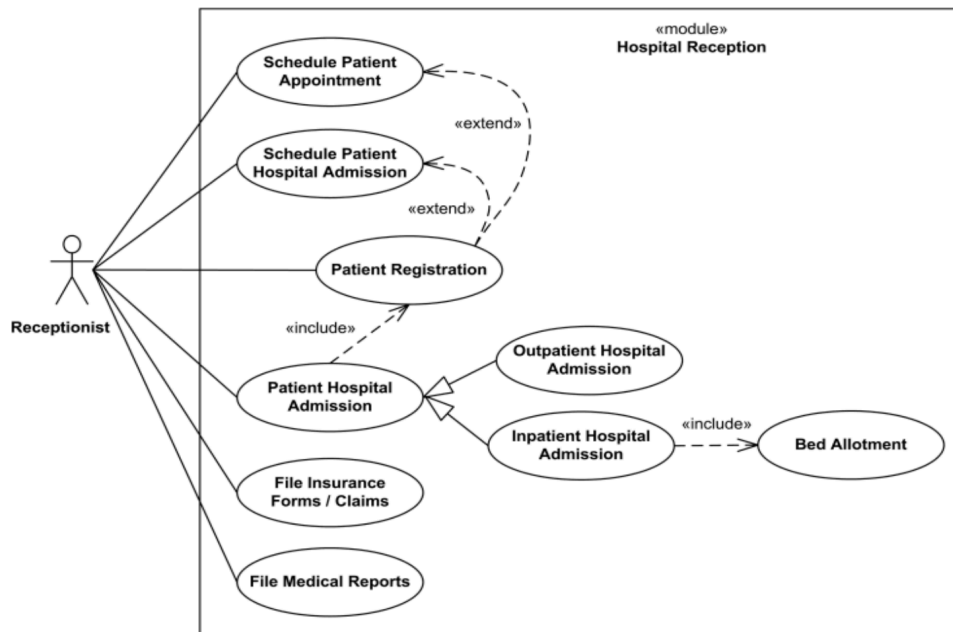 «module»
Hospital Reception
Schedule Patient
Appointment
«extend»
Schedule Patient
Hospital Admission
«extend»
Patient Registration
Receptionist
«include»
Outpatient Hospital
Admission
Patient Hospital
Admission
Inpatient Hospital
Admission
«include»
Bed Allotment
File Insurance
Forms / Claims
File Medical Reports